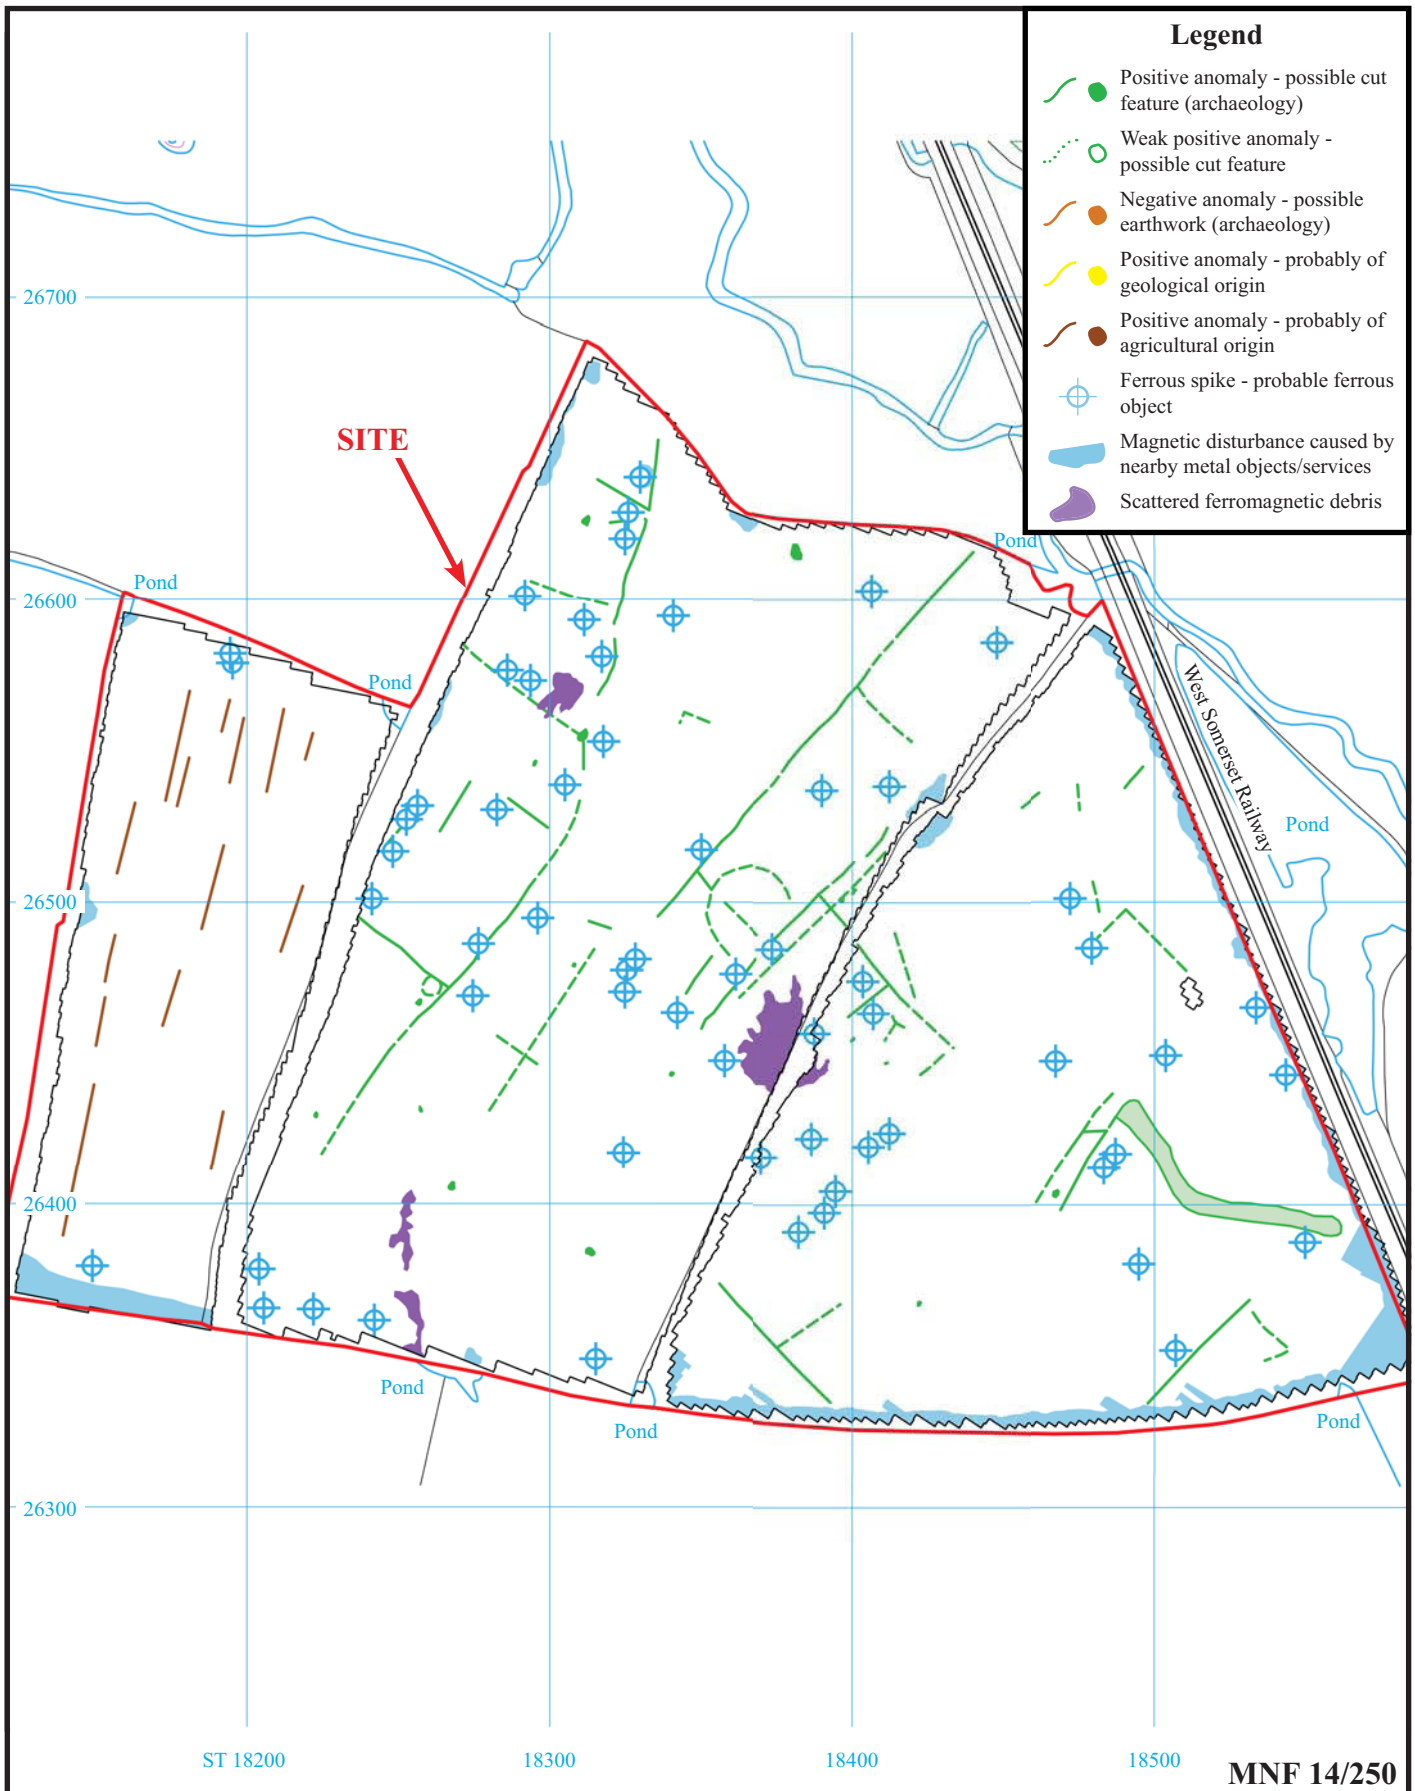 Legend
Positive anomaly - possible cut
feature (archaeology)
Weak positive anomaly -
possible cut feature
Negative anomaly - possible
earthwork (archaeology)
Positive anomaly - probably of
geological origin
Positive anomaly - probably of
agricultural origin
Ferrous spike - probable ferrous
object
Magnetic disturbance caused by
nearby metal objects/services
Scattered ferromagnetic debris
26700
SITE
Pond
Pond
26600
Pond
West Somerset Railway
Pond
26500
26400
Pond
Pond
Pond
26300
ST 18200
18300
18400
18500
MNF 14/250